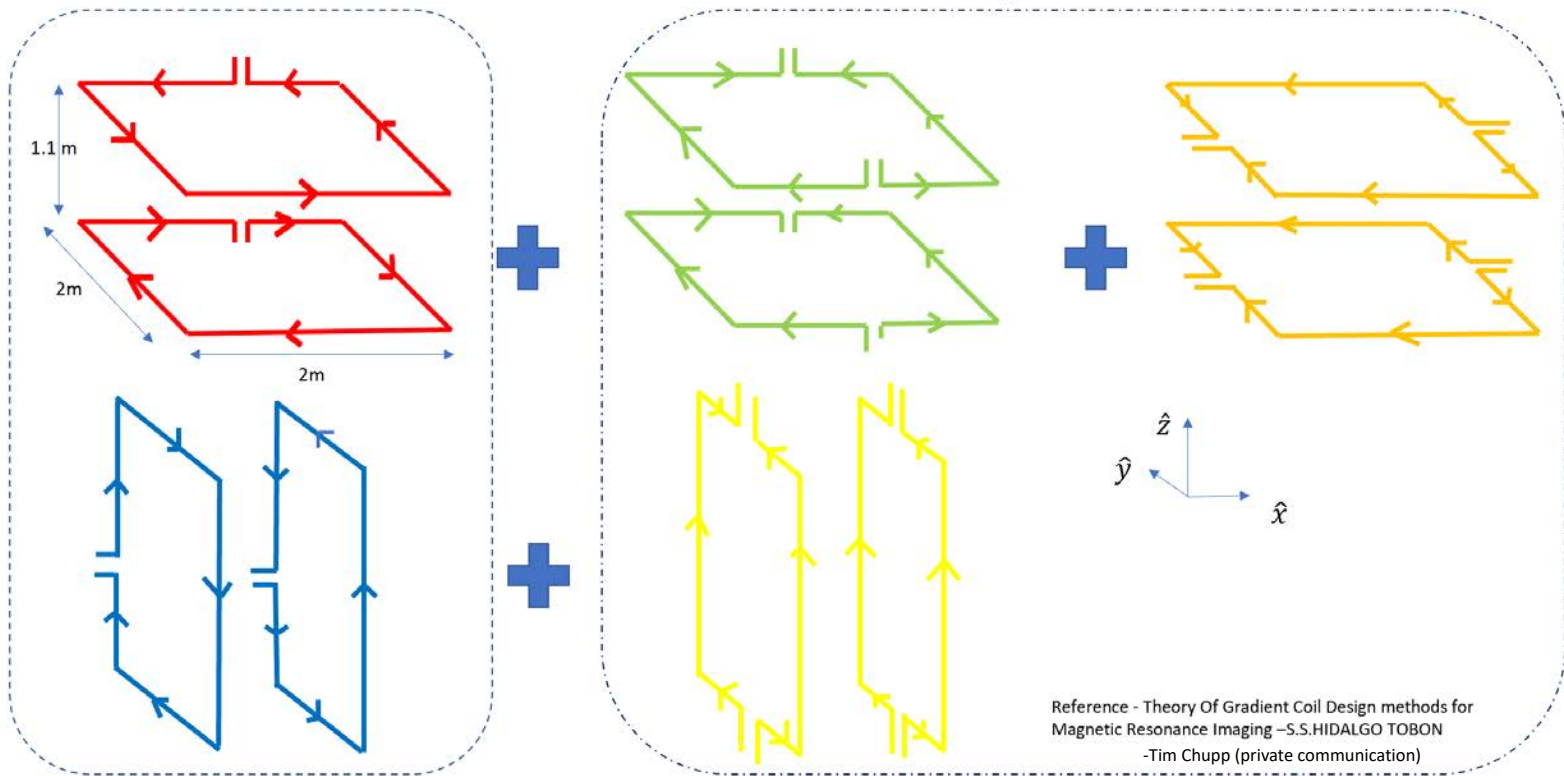 1.1 m
2m
2m
ẑ
ŷ
x̂
Reference - Theory Of Gradient Coil Design methods for
Magnetic Resonance Imaging –S.S.HIDALGO TOBON
-Tim Chupp (private communication)